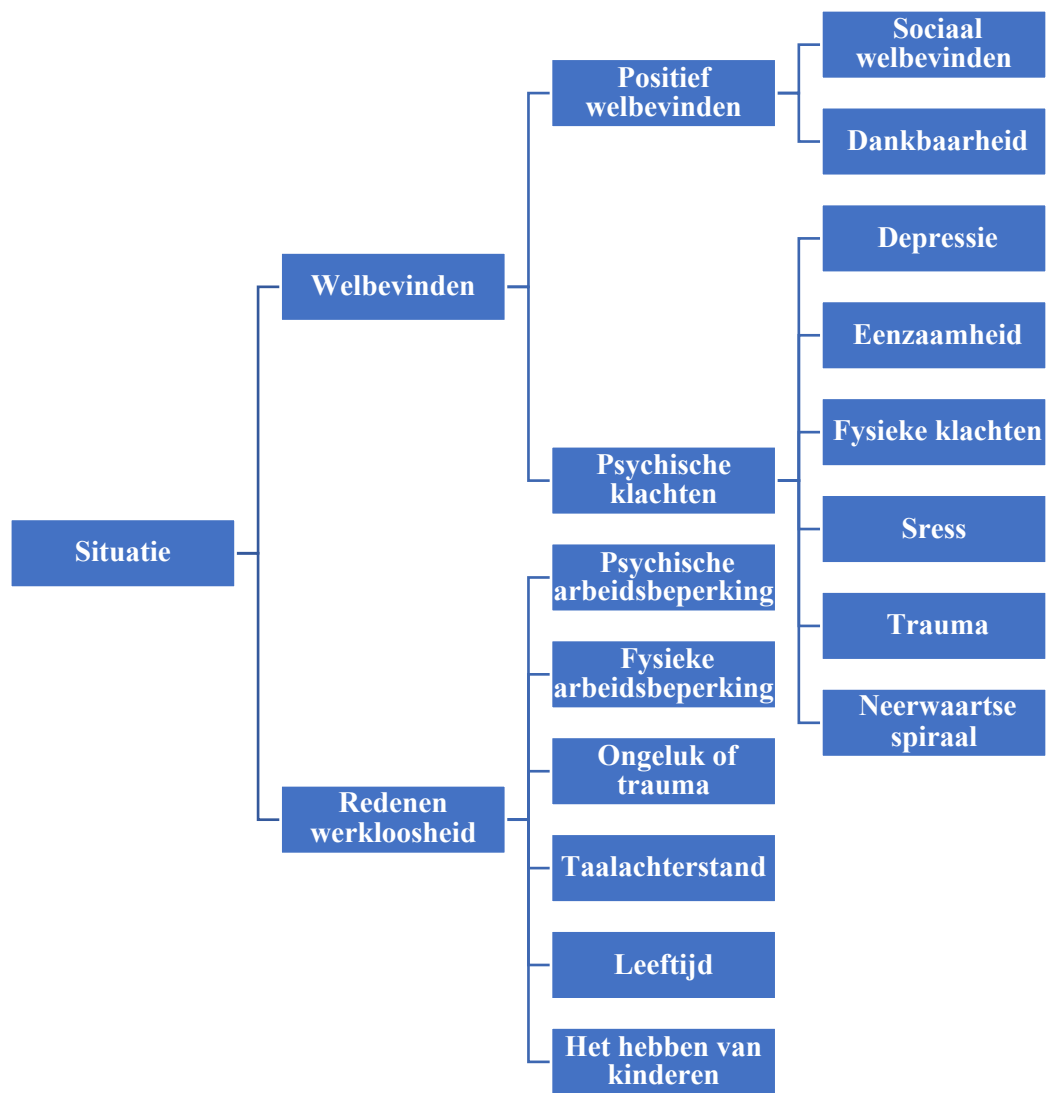 Sociaal
welbevinden
Positief
welbevinden
Dankbaarheid
Depressie
Welbevinden
Eenzaamheid
Fysieke klachten
Psychische
klachten
Situatie
Sress
Psychische
arbeidsbeperking
Trauma
Fysieke
arbeidsbeperking
Neerwaartse
spiraal
Ongeluk of
trauma
Redenen
werkloosheid
Taalachterstand
Leeftijd
Het hebben van
kinderen